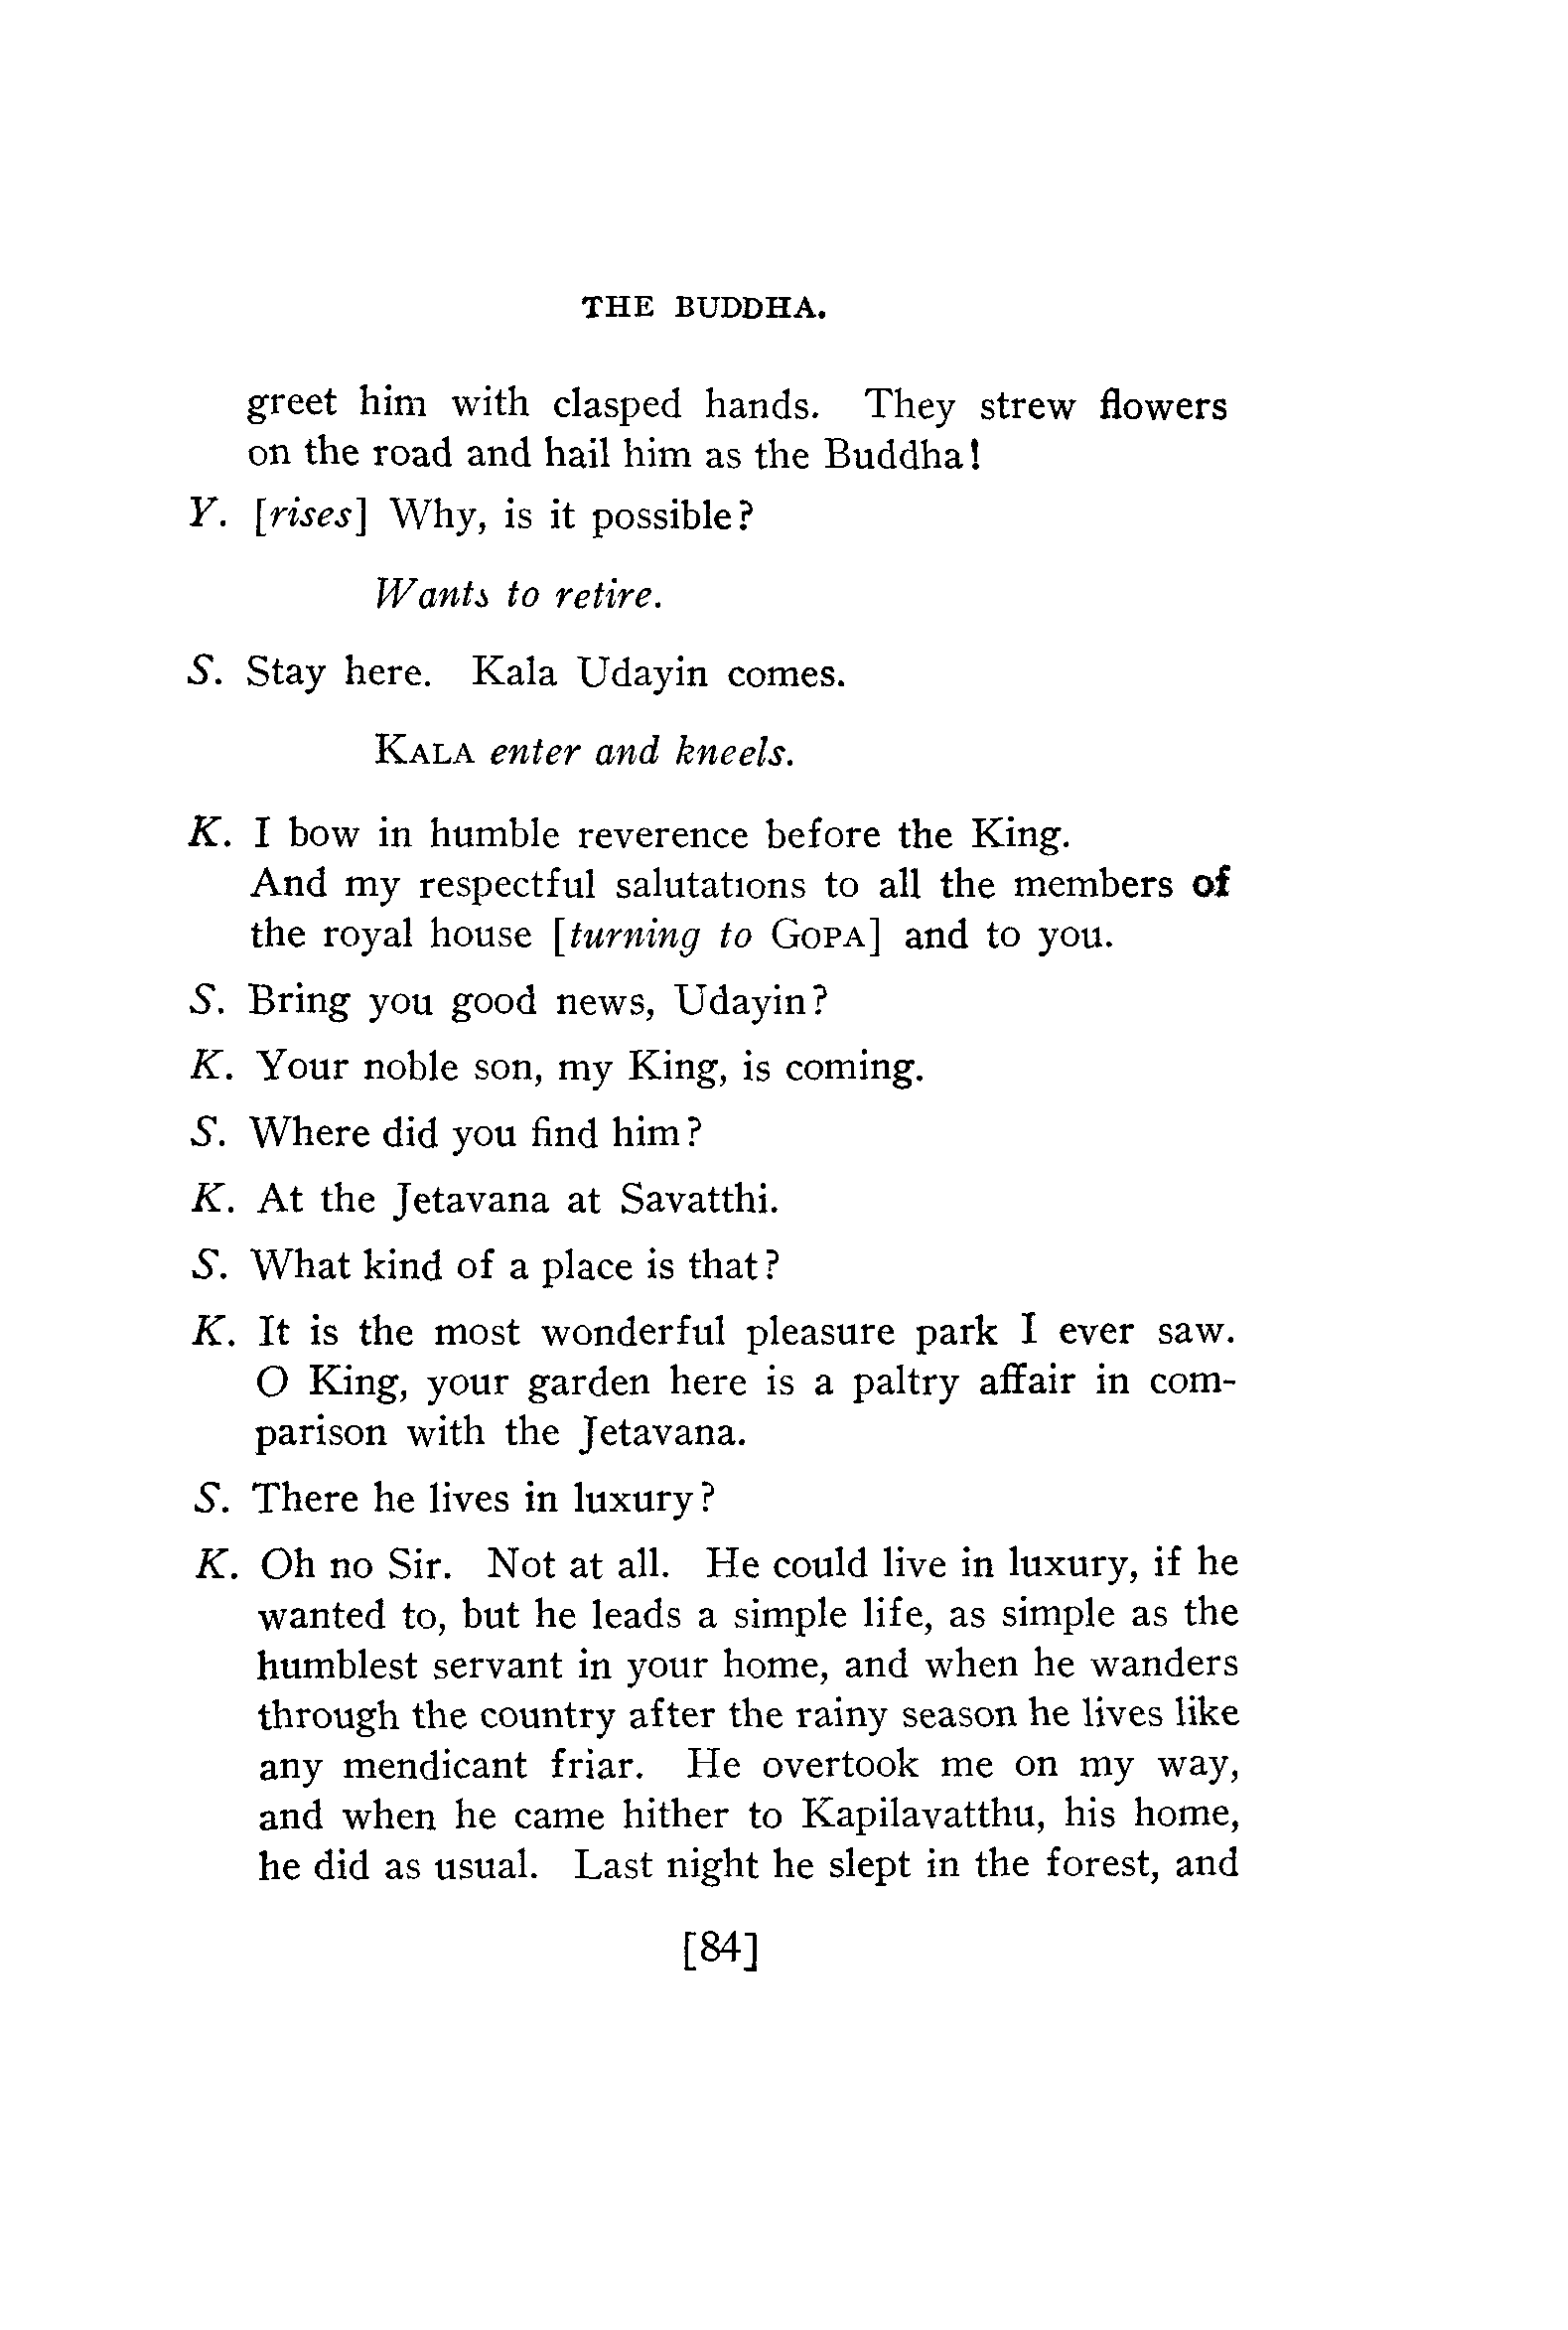 THE BUDDHA.
greet him with clasped hands. They strew flowers
on the road and hail him as the Buddha!
Y. [rises] Why, is it possible?
Wants to retire.
S. Stay here. Kala Udayin comes.
KALA enter and kneels.
K. I bow in humble reverence before the King.
And my respectful salutations to all the members of
the royal house [turning to GOPA] and to you.
S. Bring you good news, Udayin?
K. Your noble son, my King, is coming.
S. Where did you find him?
K. At the Jetavana at Savatthi.
S. What kind of a place is that?
K. It is the most wonderful pleasure park I ever saw.
O King, your garden here is a paltry affair in com-
parison with the Jetavana.
S. There he lives in luxury?
K. Oh no Sir. Not at all. He could live in luxury, if he
wanted to, but he leads a simple life, as simple as the
humblest servant in your home, and when he wanders
through the country after the rainy season he lives like
any mendicant friar. He overtook me on my way,
and when he came hither to Kapilavatthu, his home,
he did as usual. Last night he slept in the forest, and
[84]